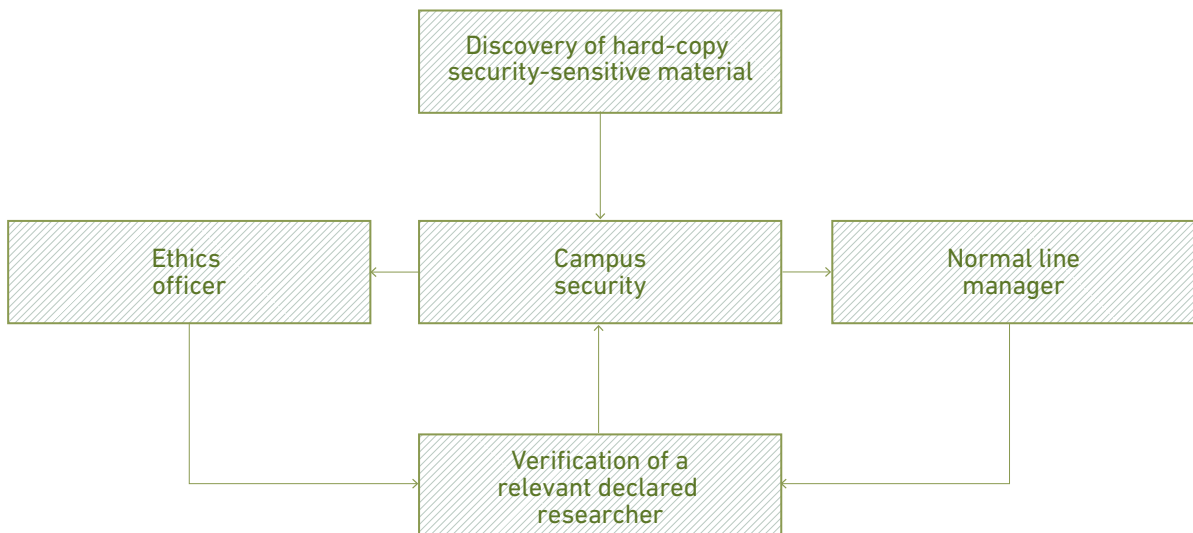 Discovery of hard-copy
security-sensitive material
Ethics
officer
Campus
security
Normal line
manager
Verification of a
relevant declared
researcher